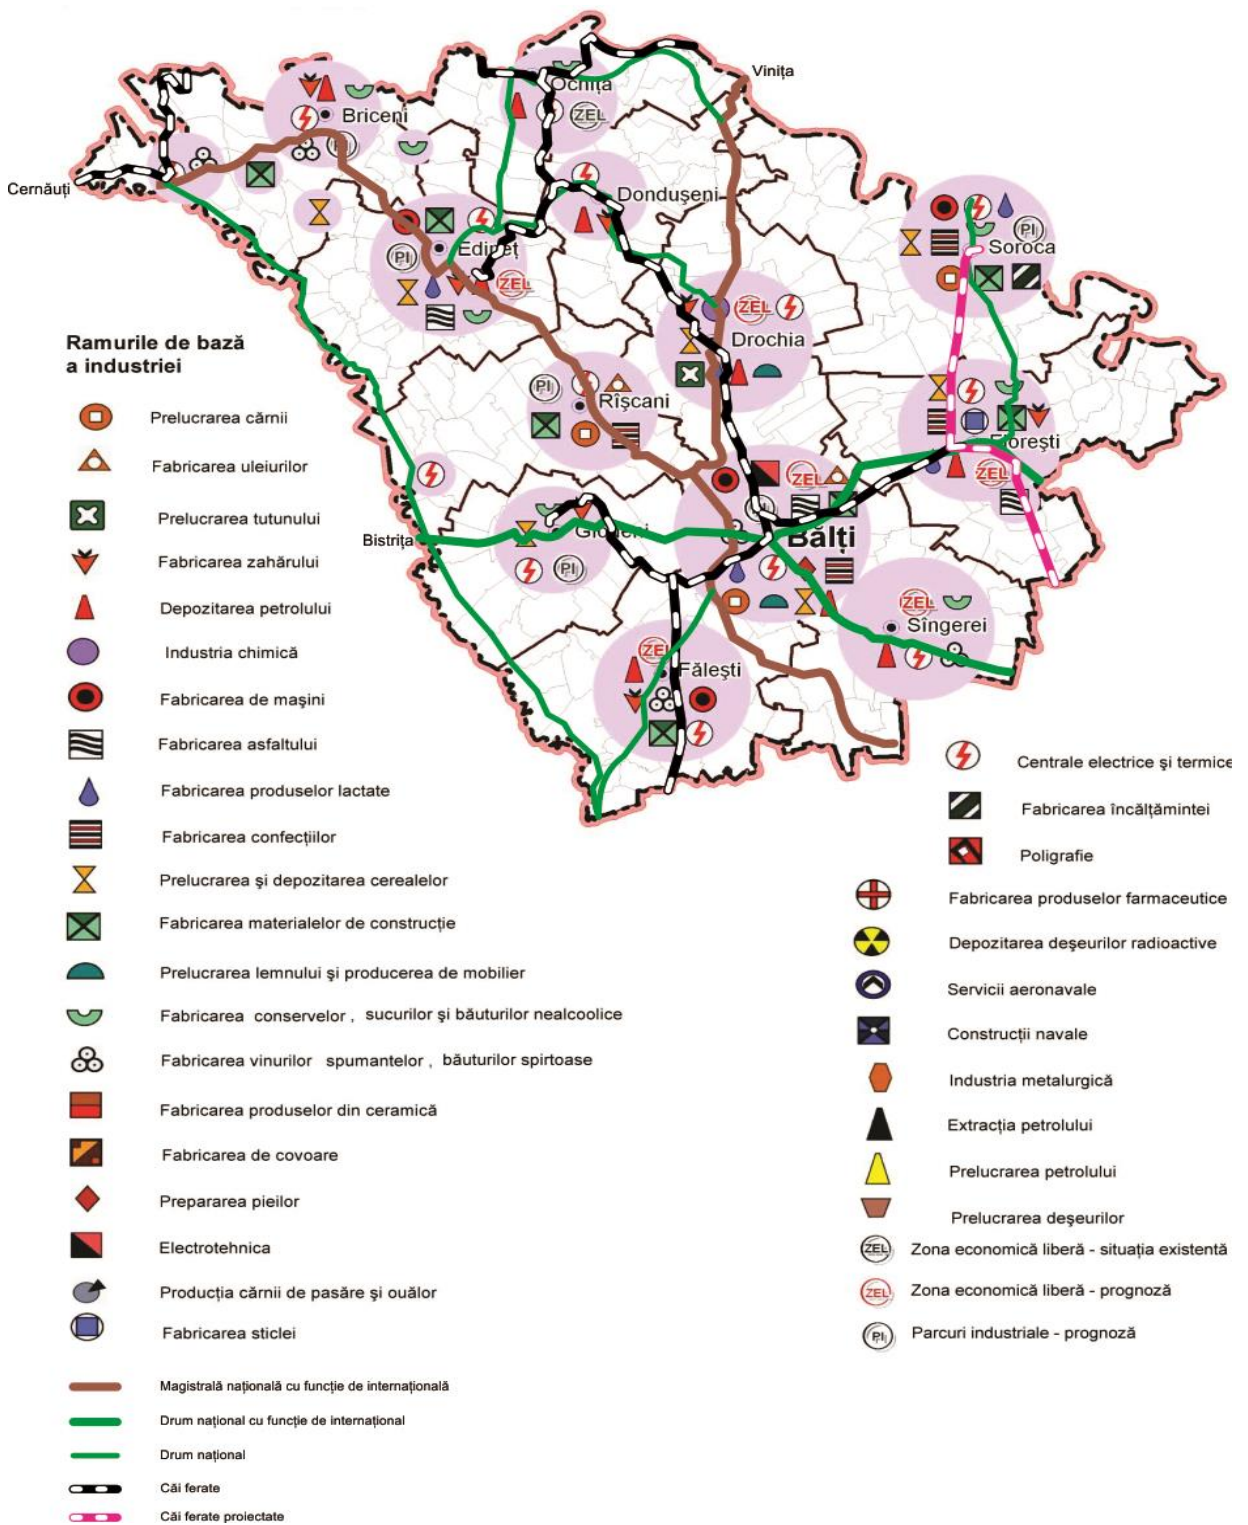 Vinița
Ocnița
Briceni
ZEL
PI
Cernăuți
Dondușeni
Edineț
PI
ZEL
PI
Soroca
ZEL
Drochia
PI
Rîșcani
Florești
ZEL
ZEL
PI
Bălți
Bistrița
Glodeni
PI
ZEL
Sîngerei
ZEL
Fălești
Ramurile de bază
a industriei
Prelucrarea cărnii
Fabricarea uleiurilor
Prelucrarea tutunului
Fabricarea zahărului
Depozitarea petrolului
Industria chimică
Fabricarea de mașini
Fabricarea asfaltului
Fabricarea produselor lactate
Fabricarea confecțiilor
Prelucrarea și depozitarea cerealelor
Fabricarea materialelor de construcție
Prelucrarea lemnului și producerea de mobilier
Fabricarea conservelor , sucurilor și băuturilor nealcoolice
Fabricarea vinurilor spumantelor , băuturilor spirtoase
Fabricarea produselor din ceramică
Fabricarea de covoare
Prepararea pieilor
Electrotehnica
Producția cărnii de pasăre și ouălor
Fabricarea sticlei
Magistrală națională cu funcție de internațională
Drum național cu funcție de internațional
Drum național
Căi ferate
Căi ferate proiectate
Centrale electrice și termice
Fabricarea încălțămintei
Poligrafie
Fabricarea produselor farmaceutice
Depozitarea deșeurilor radioactive
Servicii aeronavale
Construcții navale
Industria metalurgică
Extracția petrolului
Prelucrarea petrolului
Prelucrarea deșeurilor
ZEL Zona economică liberă - situația existentă
ZEL Zona economică liberă - prognoză
PI Parcuri industriale - prognoză